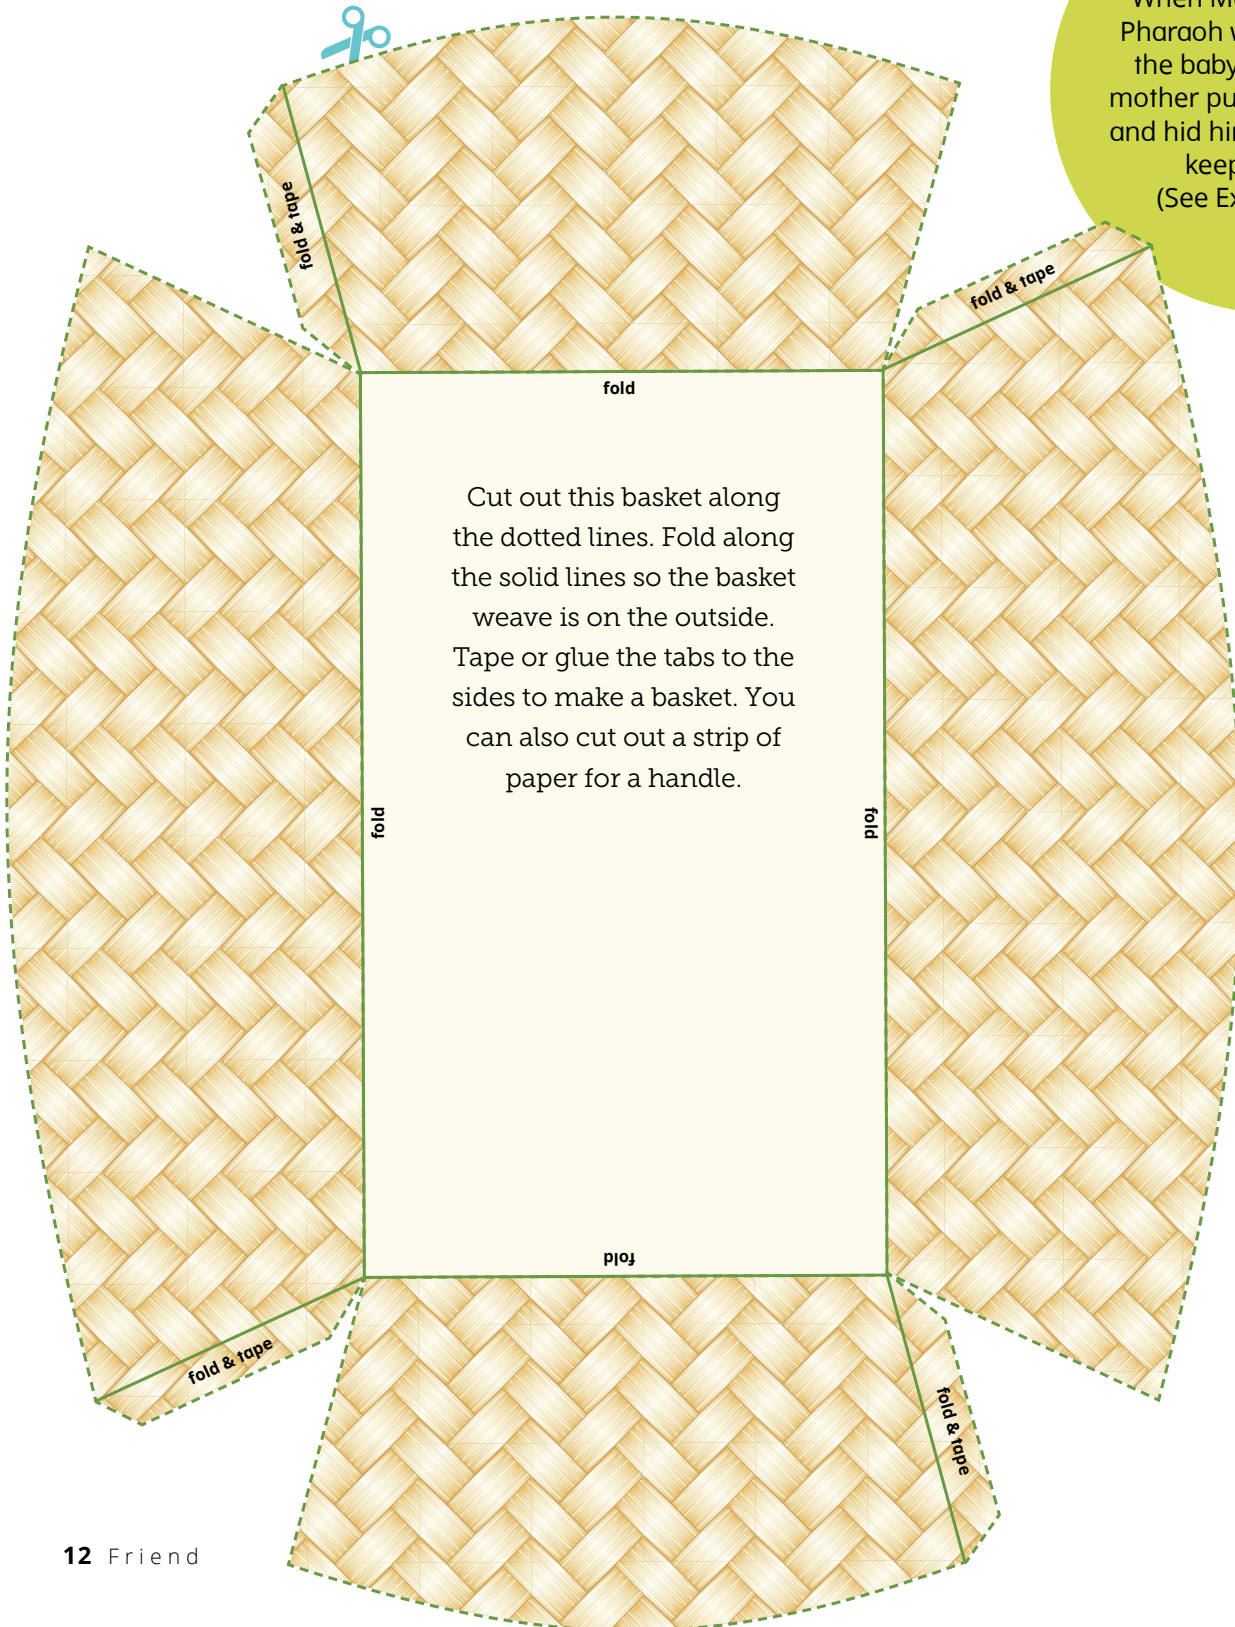 When
Pharaoh
the baby
mother
and hid
keep
(See
fold & tape
fold & tape
fold
Cut out this basket along
the dotted lines. Fold along
the solid lines so the basket
weave is on the outside.
Tape or glue the tabs to the
sides to make a basket. You
can also cut out a strip of
paper for a handle.
fold
fold
fold
fold & tape
fold & tape
12 Friend